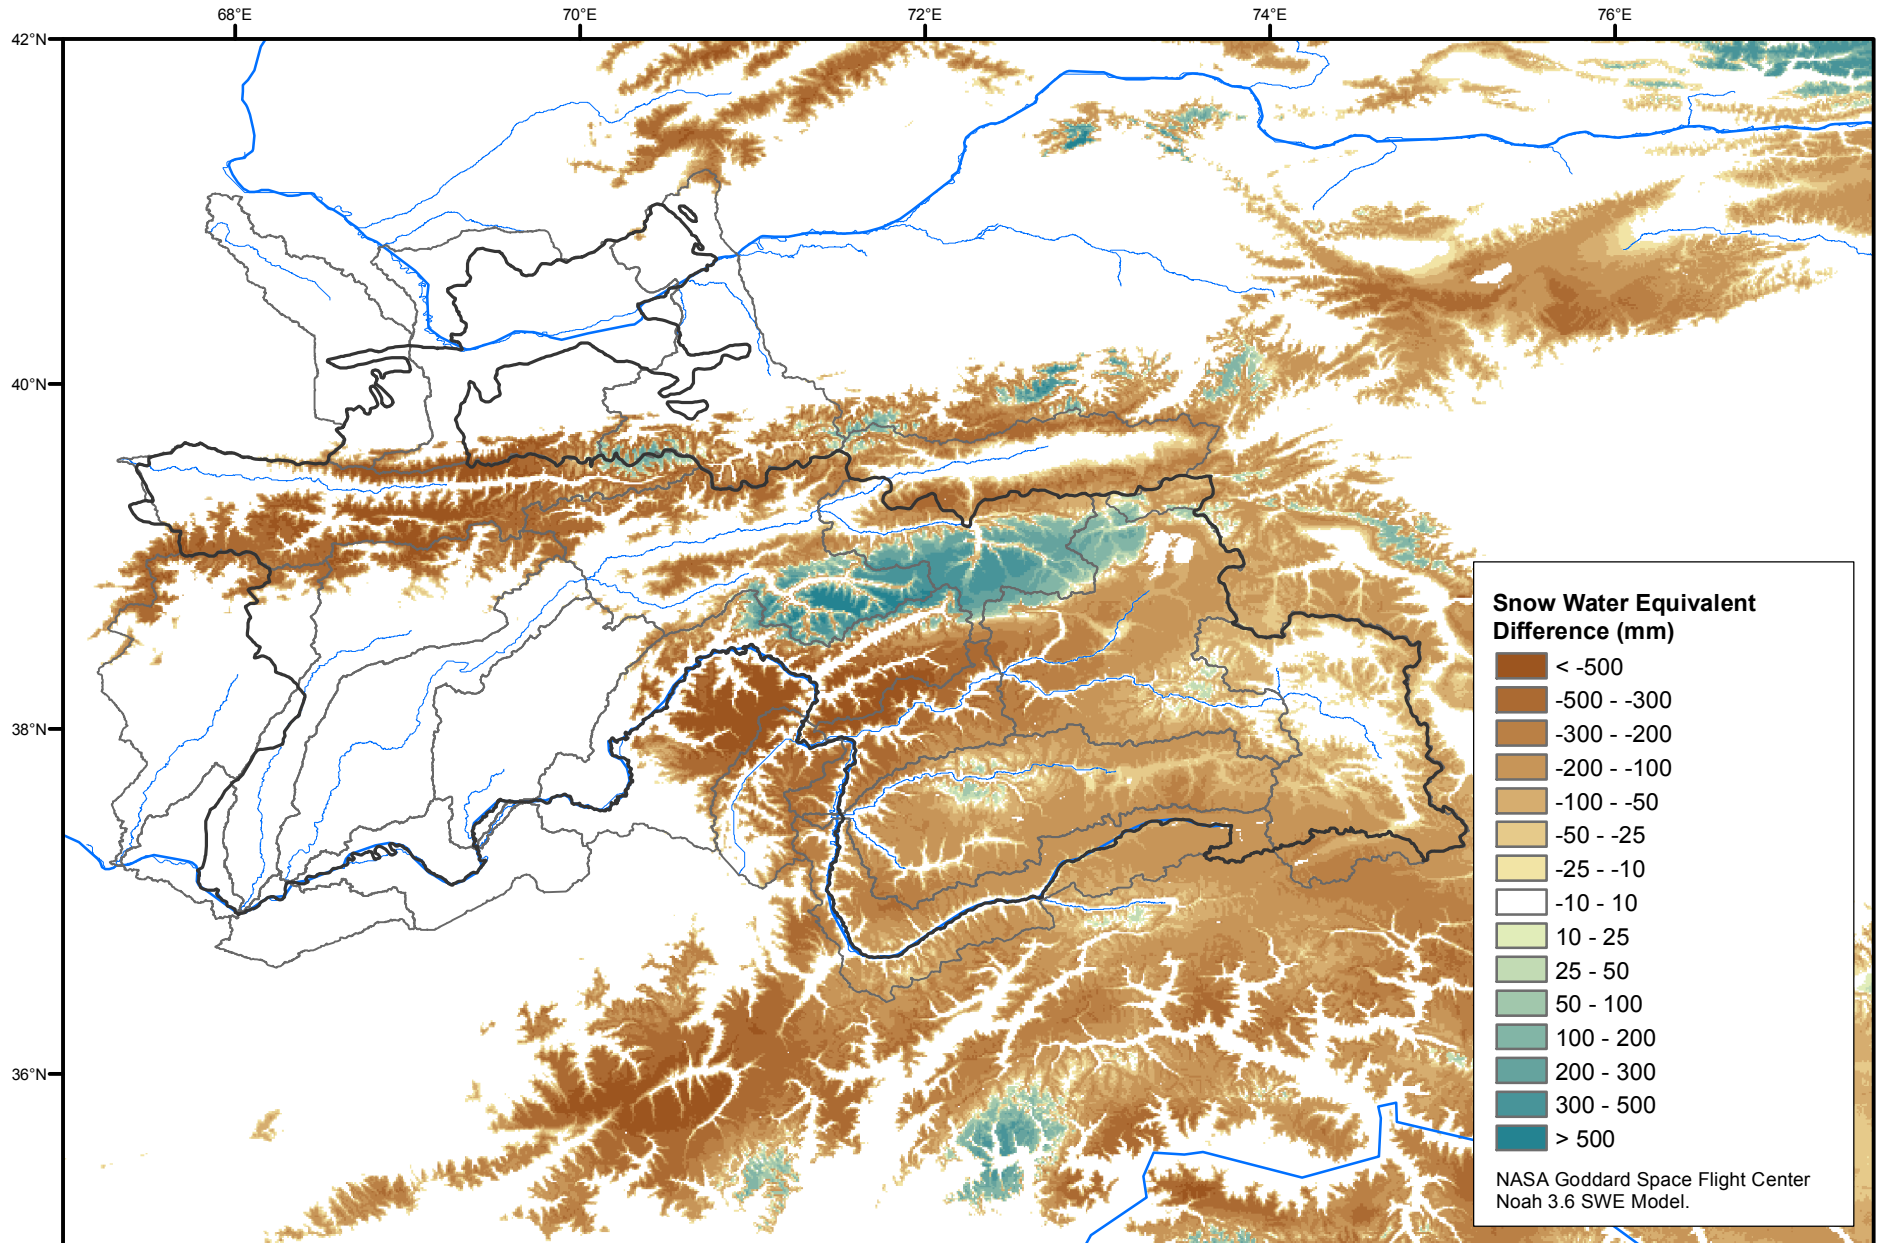 68°E
70°E
72°E
74°E
76°E
42°N
40°N
38°N
36°N
Snow Water Equivalent
Difference (mm)
< -500
-500 - -300
-300 - -200
-200 - -100
-100 - -50
-50 - -25
-25 - -10
-10 - 10
10 - 25
25 - 50
50 - 100
100 - 200
200 - 300
300 - 500
> 500
NASA Goddard Space Flight Center
Noah 3.6 SWE Model.